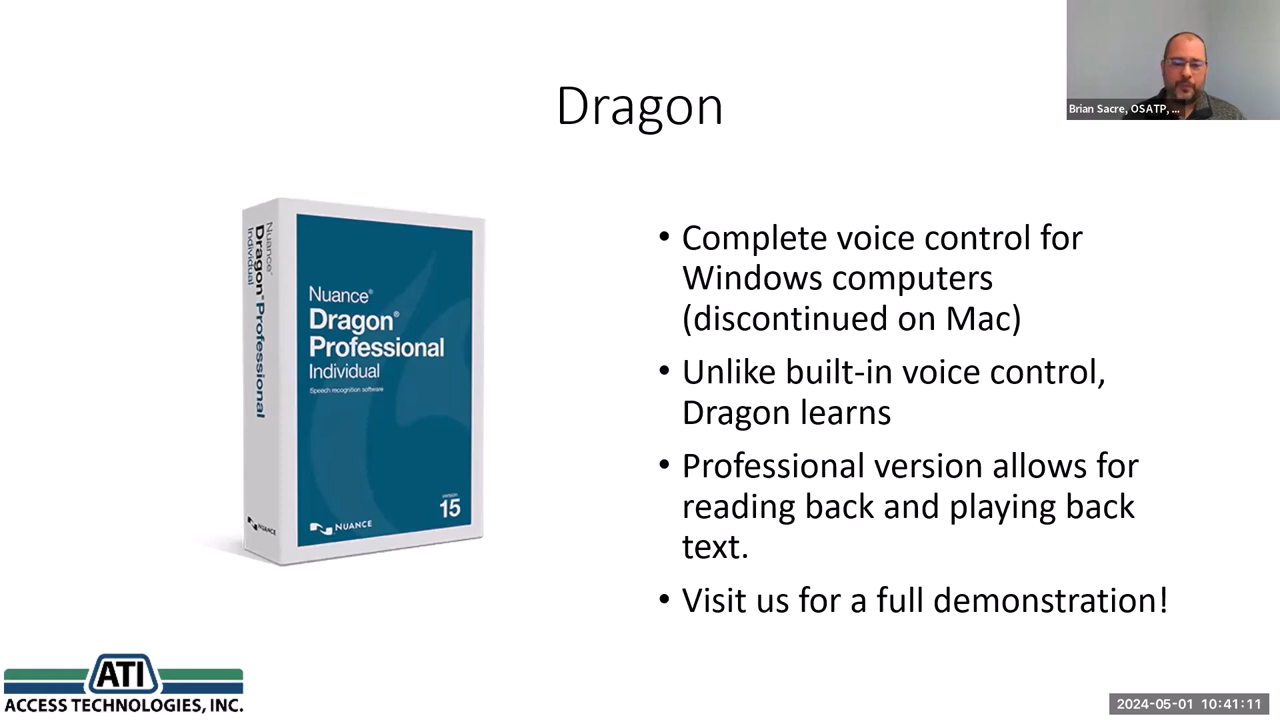 Dragon
Brian Sacre, OSATP, ...
Nuance®
Dragon® Professional
Individual
Nuance®
Dragon®
Professional
Individual
Speech recognition software
version
15
NUANCE
NUANCE
• Complete voice control for
Windows computers
(discontinued on Mac)
• Unlike built-in voice control,
Dragon learns
• Professional version allows for
reading back and playing back
text.
• Visit us for a full demonstration!
ATI
ACCESS TECHNOLOGIES, INC.
2024-05-01 10:41:11